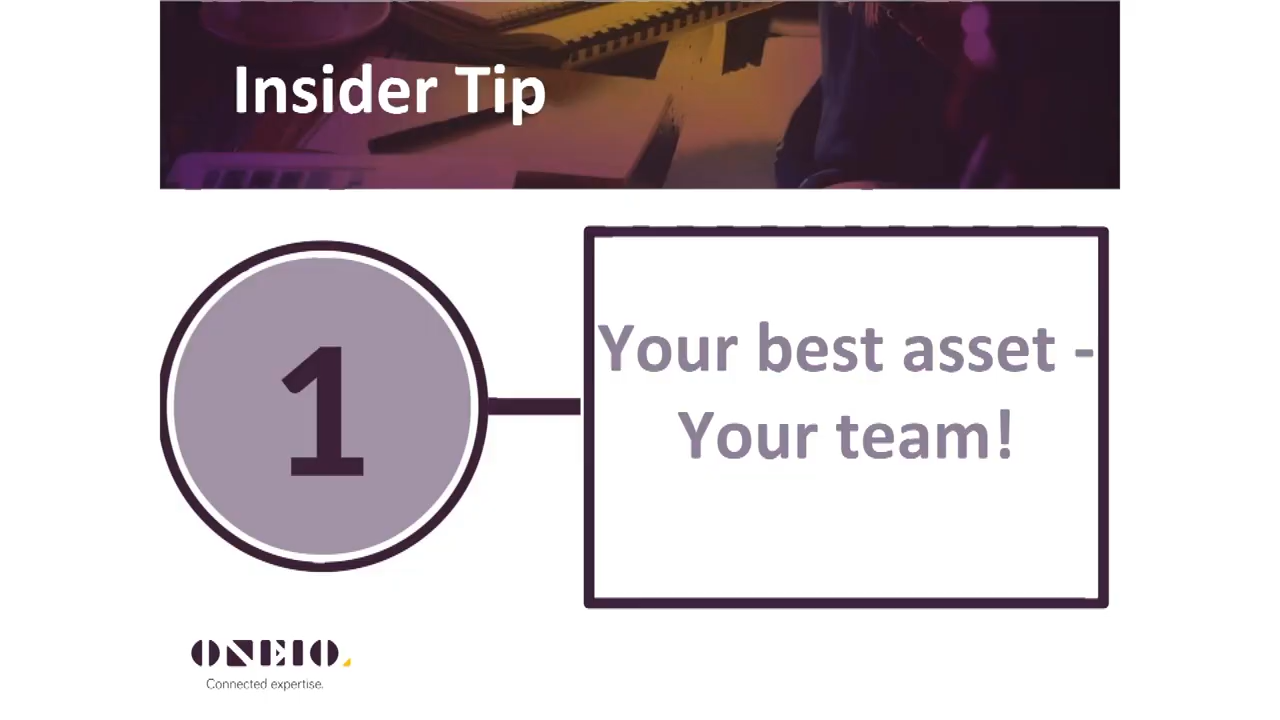 Insider Tip
1
Your best asset -
Your team!
ONEIO.
Connected expertise.